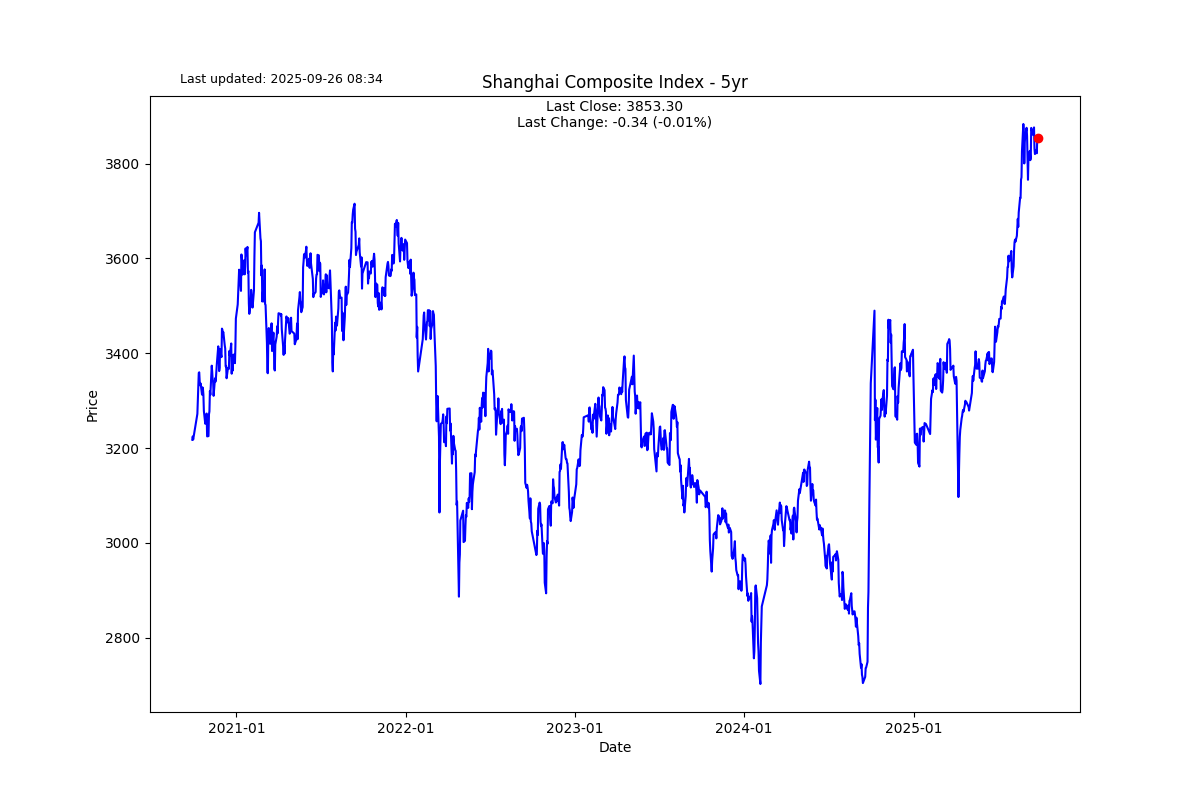 Last updated: 2025-09-26 08:34
Shanghai Composite Index - 5yr
Last Close: 3853.30
Last Change: -0.34 (-0.01%)
Price
3800
3600
3400
3200
3000
2800
2021-01
2022-01
2023-01
2024-01
2025-01
Date